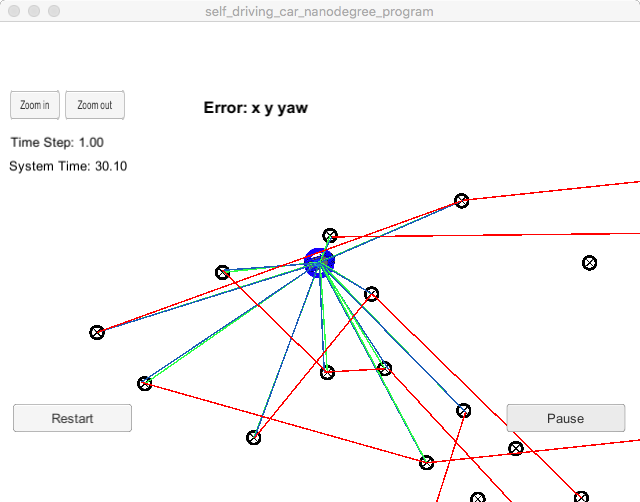 self_driving_car_nanodegree_program
Zoom in
Zoom out
Error: x y yaw
Time Step: 1.00
System Time: 30.10
Restart
Pause